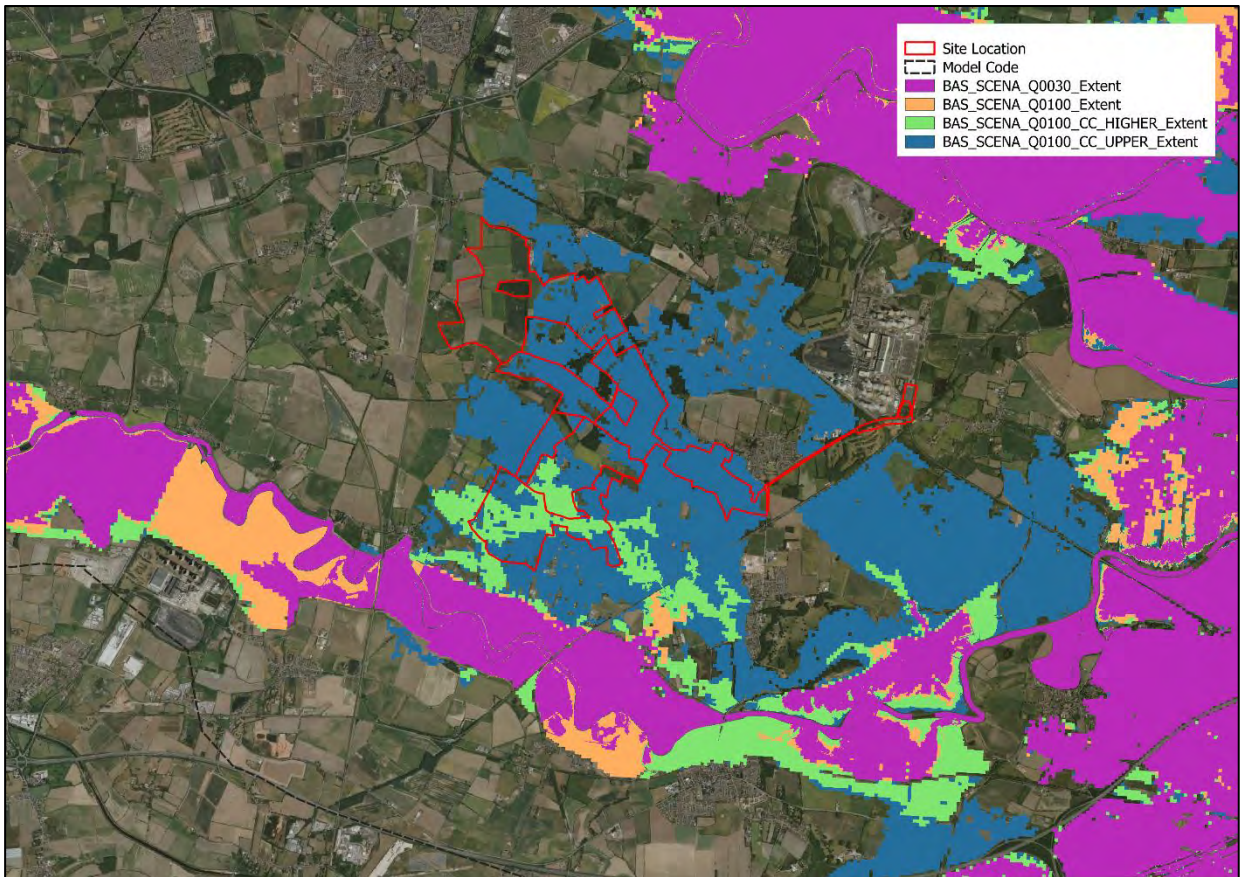 Site Location
Model Code
BAS_SCENA_Q0030_Extent
BAS_SCENA_Q0100_Extent
BAS_SCENA_Q0100_CC_HIGHER_Extent
BAS_SCENA_Q0100_CC_UPPER_Extent